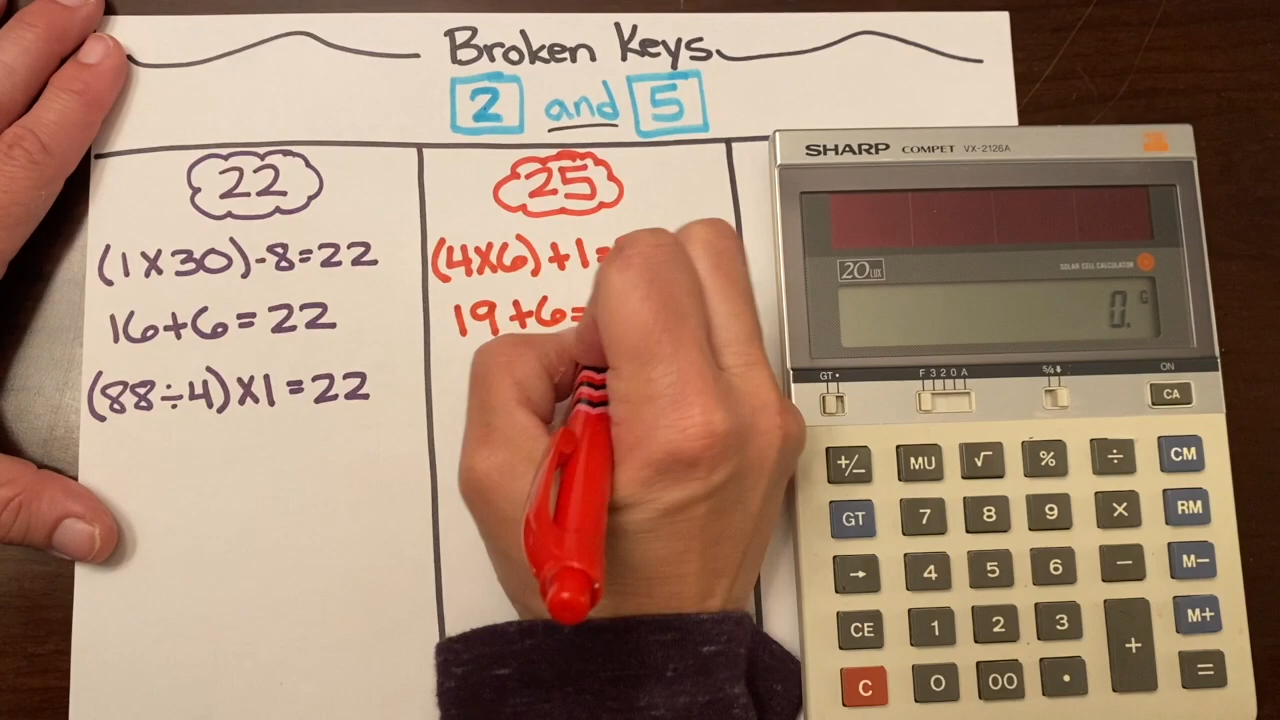 Broken Keys
2 and 5
22
(1x30)-8=22
16+6=22
(88÷4)x1=22
25
(4x6)+1=
19+6=
SHARP COMPET VX-2126A
20 LUX
SOLAR CELL CALCULATOR
0. G
GT • F 3 2 0 A 5/4 ON
CA
+/− MU √ % ÷ CM
GT 7 8 9 × RM
→ 4 5 6 − M−
CE 1 2 3 + M+
C 0 00 • =